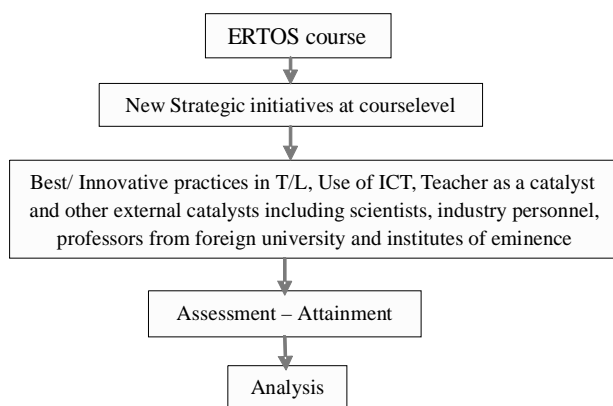 ERTOS course
New Strategic initiatives at courselevel
Best/ Innovative practices in T/L, Use of ICT, Teacher as a catalyst
and other external catalysts including scientists, industry personnel,
professors from foreign university and institutes of eminence
Assessment – Attainment
Analysis